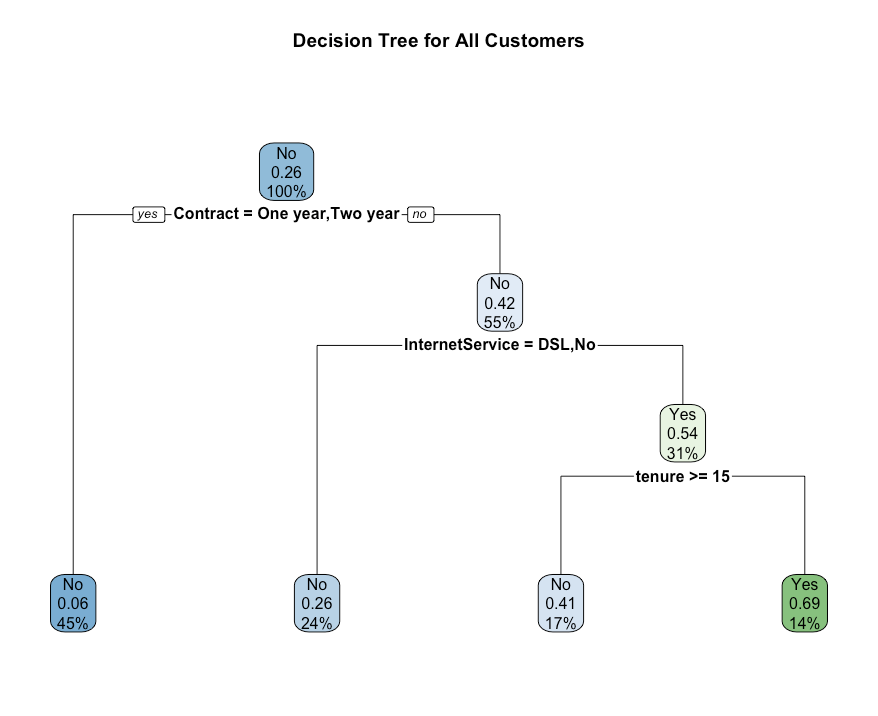 Decision Tree for All Customers
No
0.26
100%
yes Contract = One year,Two year no
No
0.42
55%
InternetService = DSL,No
Yes
0.54
31%
tenure >= 15
No
0.06
45%
No
0.26
24%
No
0.41
17%
Yes
0.69
14%